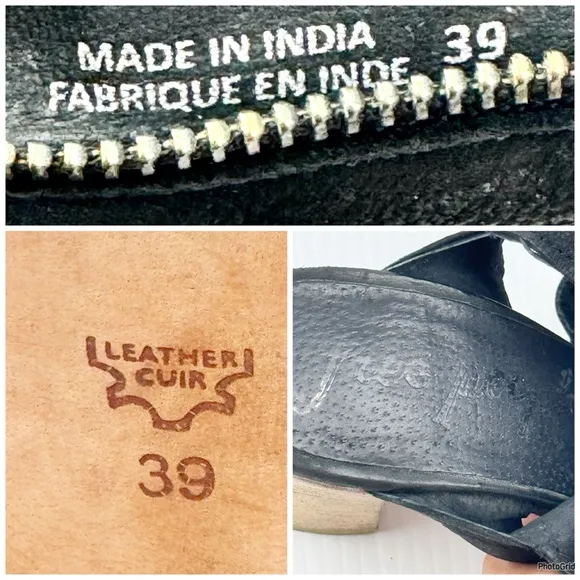 MADE IN INDIA 39
FABRIQUE EN INDE
LEATHER
CUIR
39
PhotoGrid